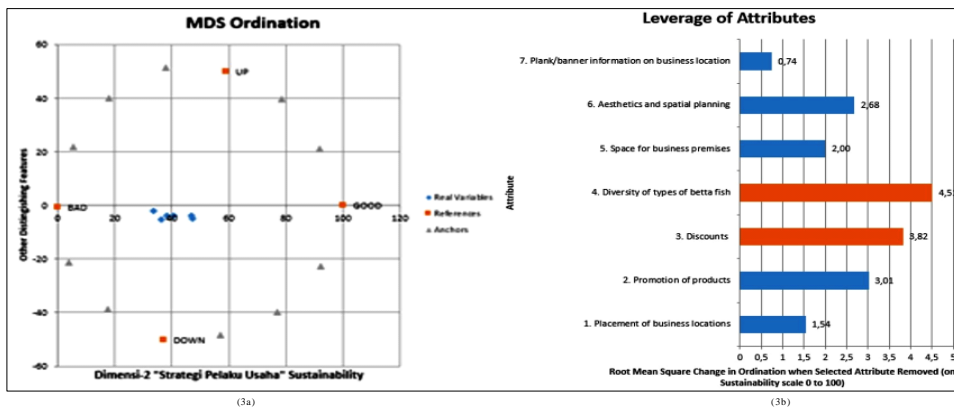 MDS Ordination
60
UP
40
20
Other Distinguishing Features
BAD
0
GOOD
0 20 40 60 80 100 120
-20
-40
DOWN
-60
Real Variables
References
Anchors
Dimensi-2 "Strategi Pelaku Usaha" Sustainability
(3a)
Leverage of Attributes
Attribute
7. Plank/banner information on business location 0,74
6. Aesthetics and spatial planning 2,68
5. Space for business premises 2,00
4. Diversity of types of betta fish
3. Discounts 3,82
2. Promotion of products 3,01
1. Placement of business locations 1,54
0 0,5 1 1,5 2 2,5 3 3,5 4 4,5
Root Mean Square Change in Ordination when Selected Attribute Removed (on
Sustainability scale 0 to 100)
(3b)